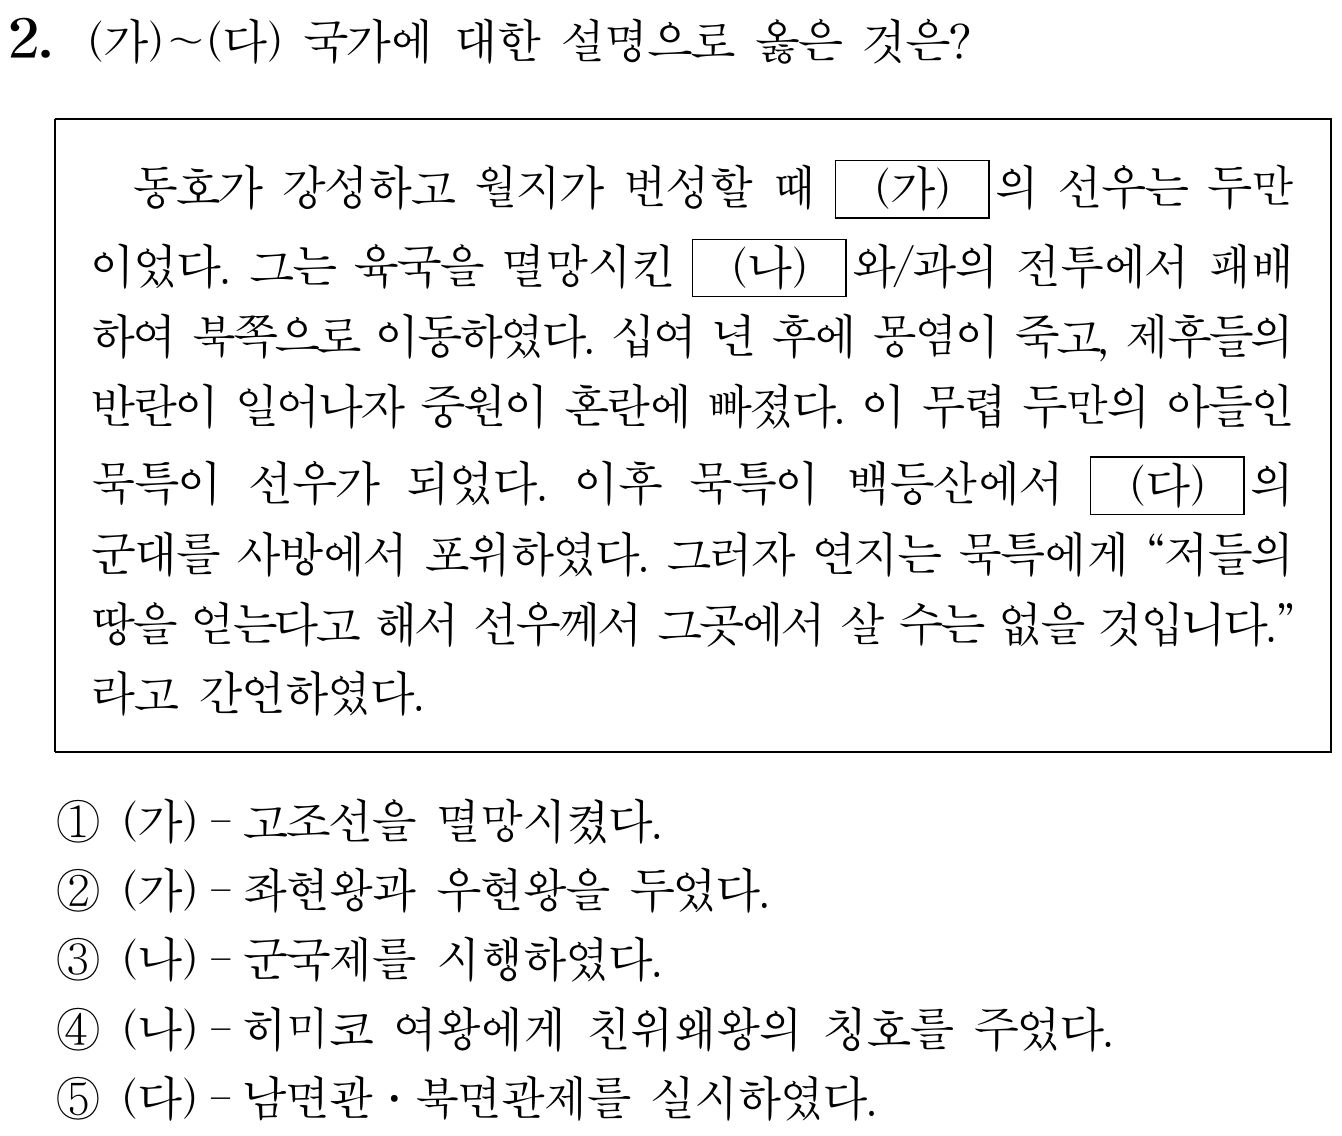 2. (가)~(다) 국가에 대한 설명으로 옳은 것은?
동호가 강성하고 월지가 번성할 때 (가) 의 선우는 두만
이었다. 그는 육국을 멸망시킨 (나) 와/과의 전투에서 패배
하여 북쪽으로 이동하였다. 십여 년 후에 몽염이 죽고, 제후들의
반란이 일어나자 중원이 혼란에 빠졌다. 이 무렵 두만의 아들인
묵특이 선우가 되었다. 이후 묵특이 백등산에서 (다) 의
군대를 사방에서 포위하였다. 그러자 연지는 묵특에게 “저들의
땅을 얻는다고 해서 선우께서 그곳에서 살 수는 없을 것입니다.”
라고 간언하였다.
① (가) - 고조선을 멸망시켰다.
② (가) - 좌현왕과 우현왕을 두었다.
③ (나) - 군국제를 시행하였다.
④ (나) - 히미코 여왕에게 친위왜왕의 칭호를 주었다.
⑤ (다) - 남면관·북면관제를 실시하였다.